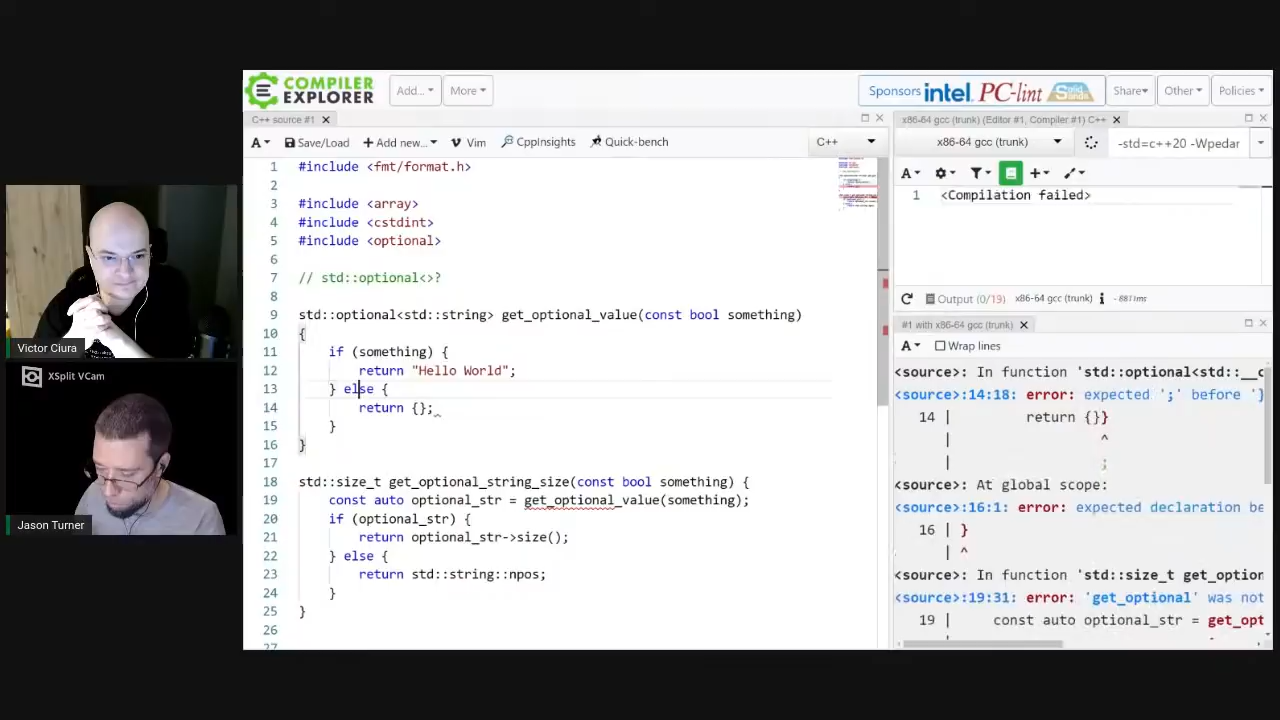 COMPILER
EXPLORER
Add...
More
Sponsors intel PC-lint Solid Sands
Share
Other
Policies
C++ source #1
A
Save/Load
Add new...
Vim
CppInsights
Quick-bench
C++
1 #include <fmt/format.h>
2
3 #include <array>
4 #include <cstdint>
5 #include <optional>
6
7 // std::optional<>?
8
9 std::optional<std::string> get_optional_value(const bool something)
10 {
11 if (something) {
12 return "Hello World";
13 } else {
14 return {};
15 }
16 }
17
18 std::size_t get_optional_string_size(const bool something) {
19 const auto optional_str = get_optional_value(something);
20 if (optional_str) {
21 return optional_str->size();
22 } else {
23 return std::string::npos;
24 }
25 }
26
27
x86-64 gcc (trunk) (Editor #1, Compiler #1) C++
x86-64 gcc (trunk)
-std=c++20 -Wpedar
A
1 <Compilation failed>
Output (0/19) x86-64 gcc (trunk) i - 8811ms
#1 with x86-64 gcc (trunk)
A
Wrap lines
<source>: In function 'std::optional<std::__c
<source>:14:18: error: expected ';' before '}
14 | return {}}
| ^
| ;
<source>: At global scope:
<source>:16:1: error: expected declaration be
16 | }
| ^
<source>: In function 'std::size_t get_option
<source>:19:31: error: 'get_optional' was not
19 | const auto optional_str = get_opt
Victor Ciura
XSplit VCam
Jason Turner